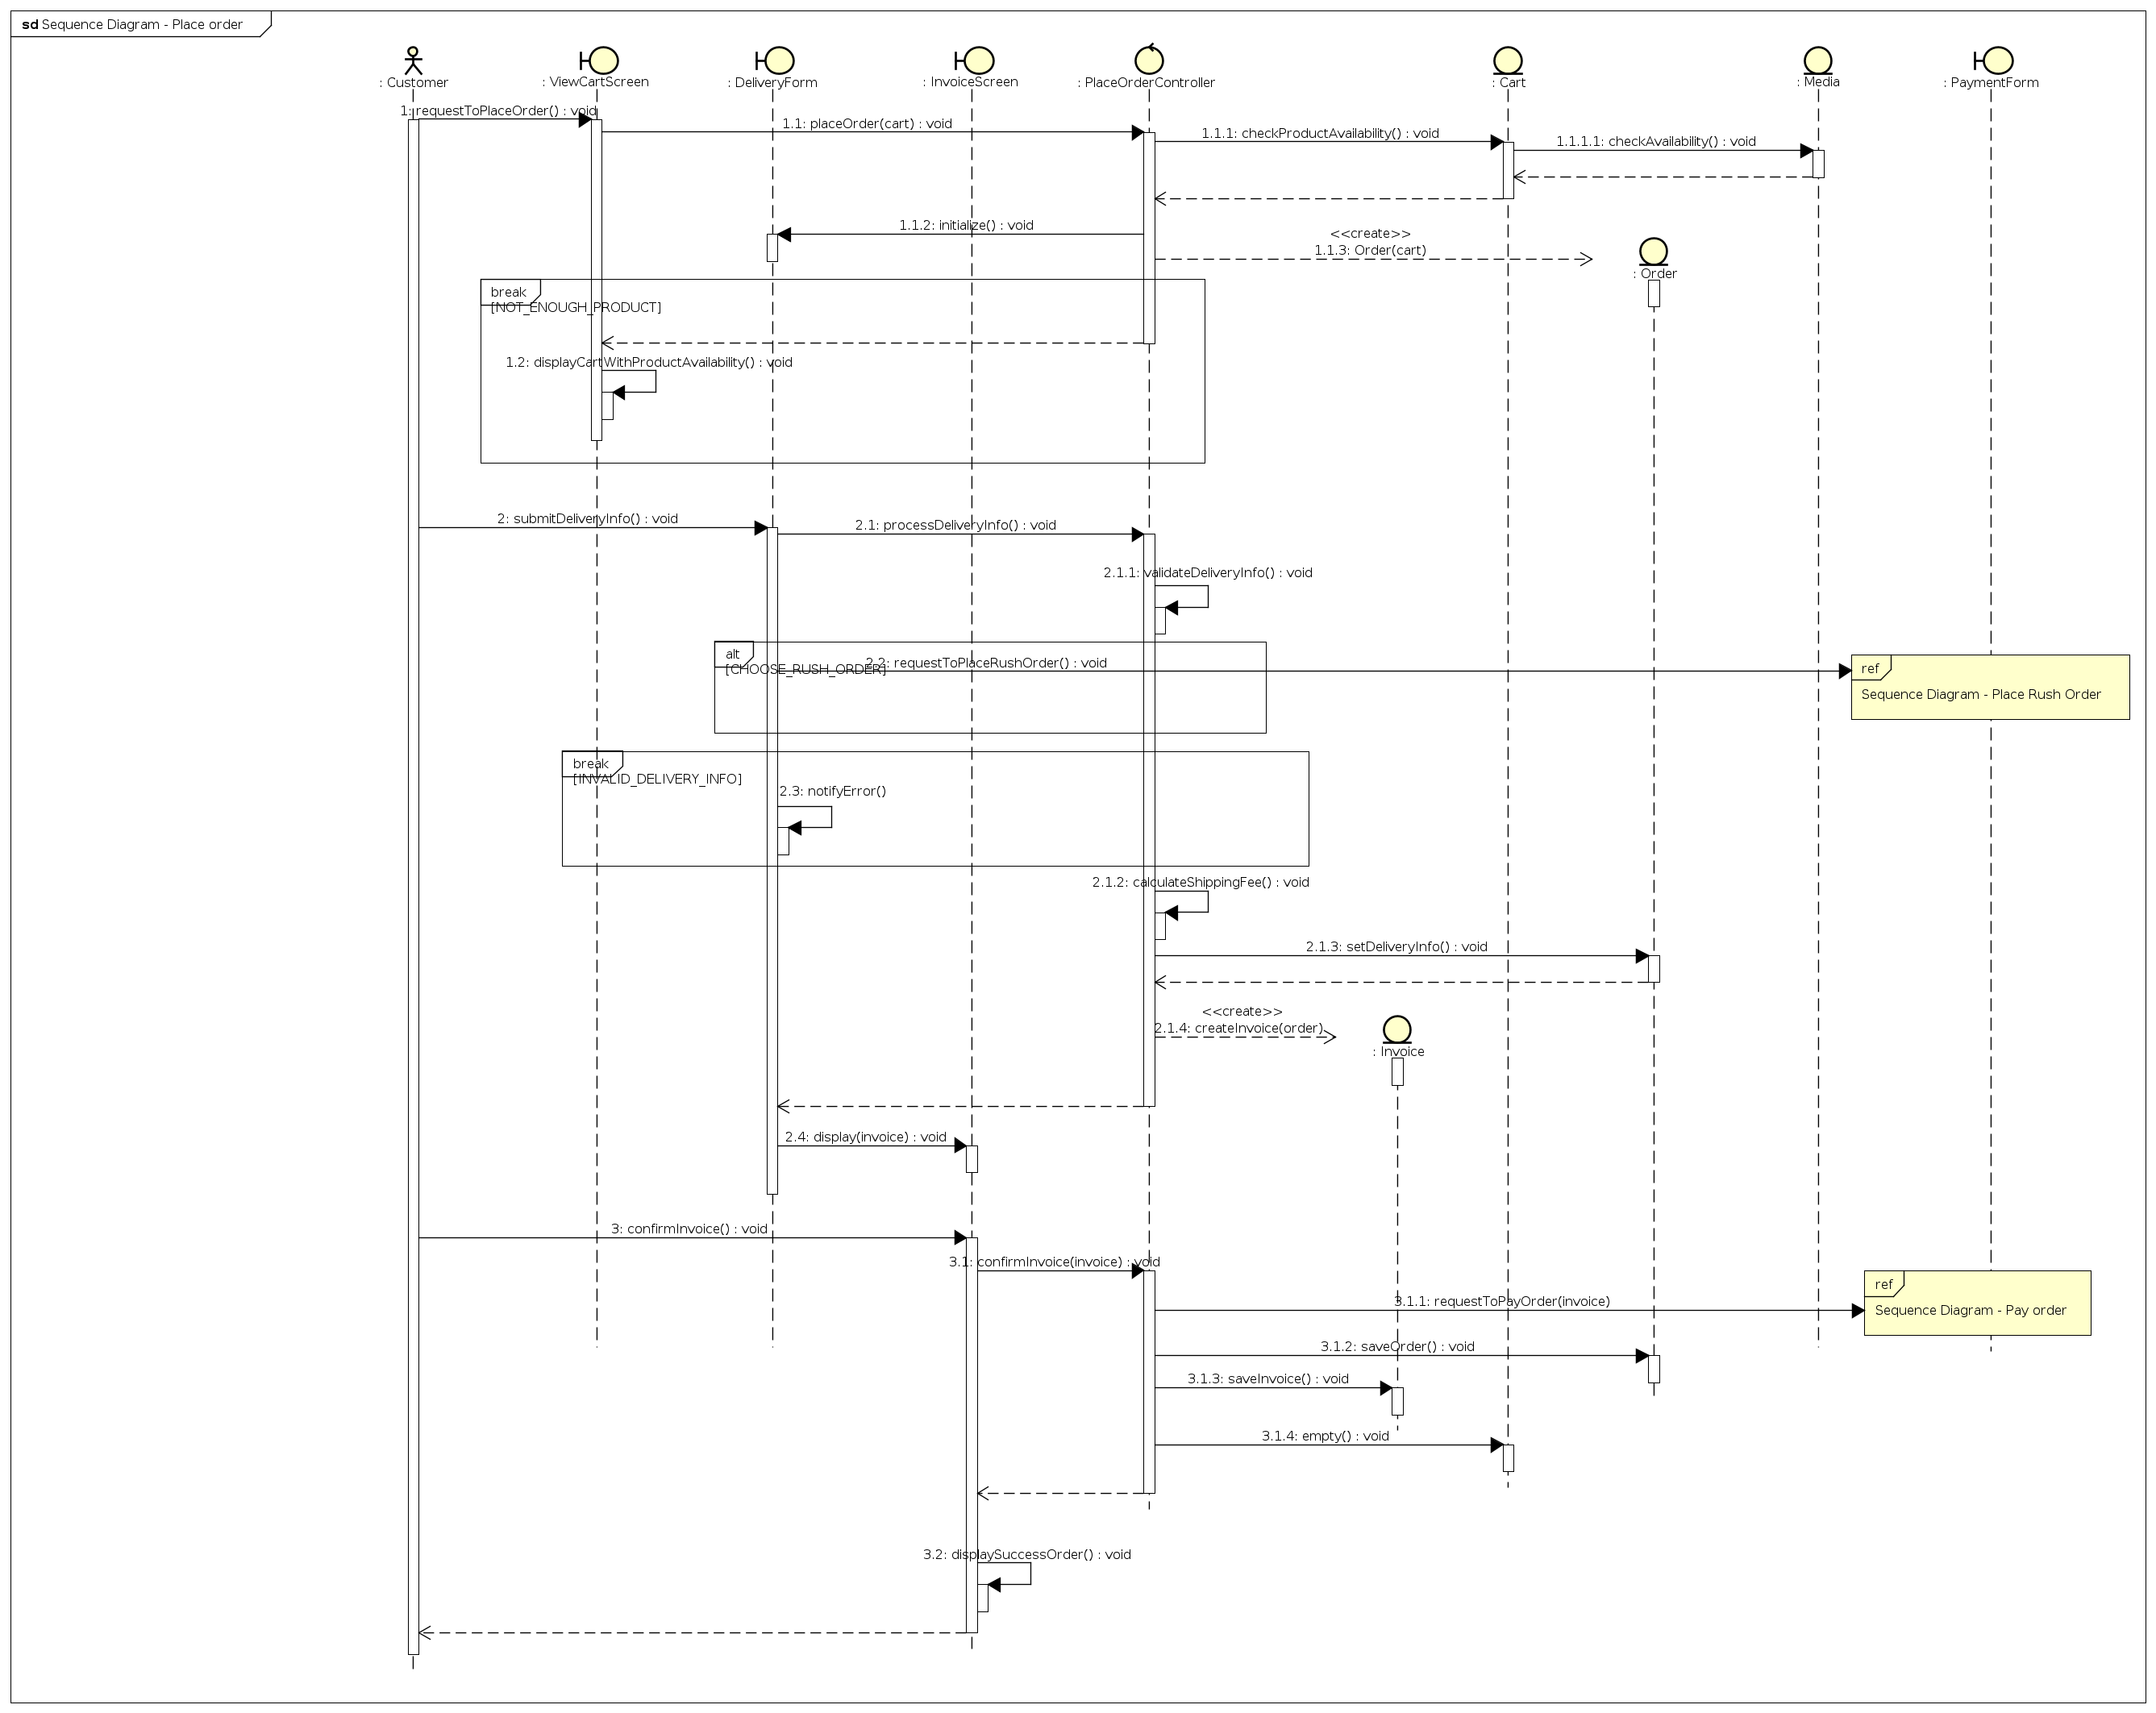 sd Sequence Diagram - Place order
: Customer
: ViewCartScreen
: DeliveryForm
: InvoiceScreen
: PlaceOrderController
: Cart
: Media
: PaymentForm
1: requestToPlaceOrder() : void
1.1: placeOrder(cart) : void
1.1.1: checkProductAvailability() : void
1.1.1.1: checkAvailability() : void
1.1.2: initialize() : void
<<create>>
1.1.3: Order(cart)
: Order
break
[NOT_ENOUGH_PRODUCT]
1.2: displayCartWithProductAvailability() : void
2: submitDeliveryInfo() : void
2.1: processDeliveryInfo() : void
2.1.1: validateDeliveryInfo() : void
alt
[CHOOSE_RUSH_ORDER]
2.2: requestToPlaceRushOrder() : void
ref
Sequence Diagram - Place Rush Order
break
[INVALID_DELIVERY_INFO]
2.3: notifyError()
2.1.2: calculateShippingFee() : void
2.1.3: setDeliveryInfo() : void
<<create>>
2.1.4: createInvoice(order)
: Invoice
2.4: display(invoice) : void
3: confirmInvoice() : void
3.1: confirmInvoice(invoice) : void
ref
3.1.1: requestToPayOrder(invoice)
Sequence Diagram - Pay order
3.1.2: saveOrder() : void
3.1.3: saveInvoice() : void
3.1.4: empty() : void
3.2: displaySuccessOrder() : void